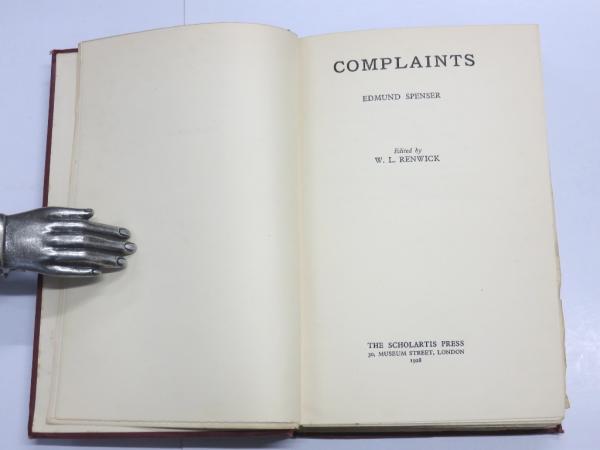 COMPLAINTS
EDMUND SPENSER
Edited by
W. L. RENWICK
THE SCHOLARTIS PRESS
30, MUSEUM STREET, LONDON
1928